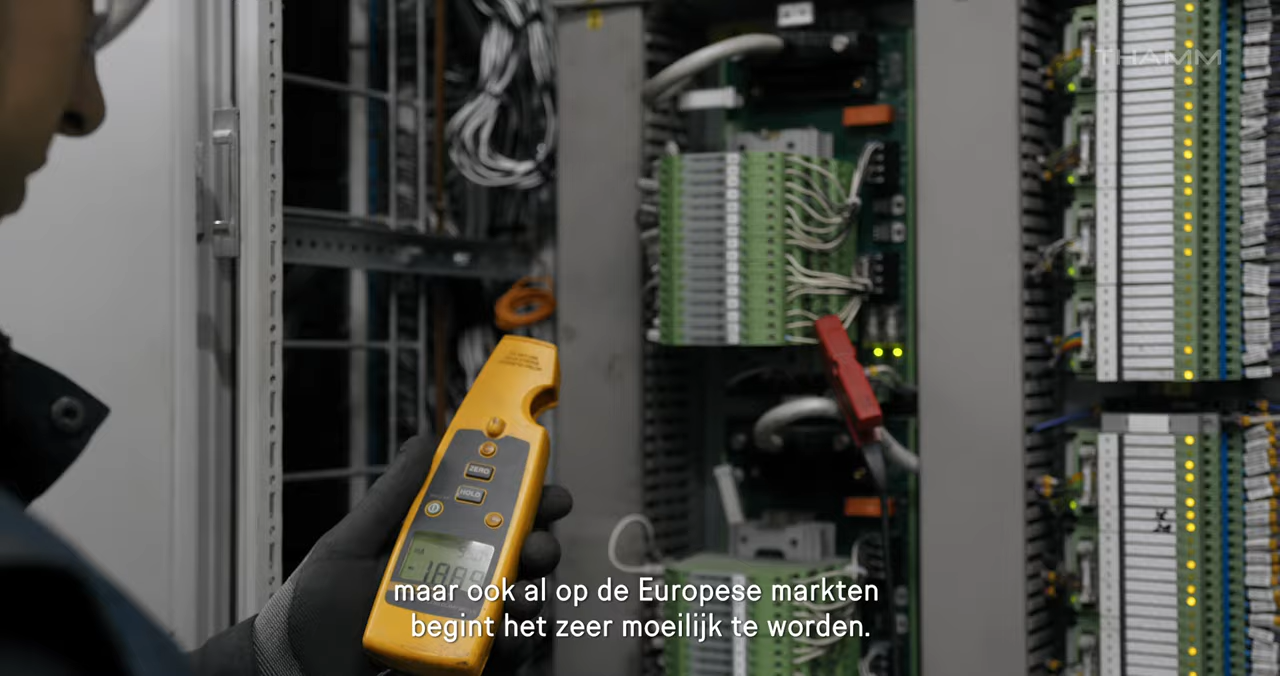 THAMM
ZERO
HOLD
maar ook al op de Europese markten
begint het zeer moeilijk te worden.